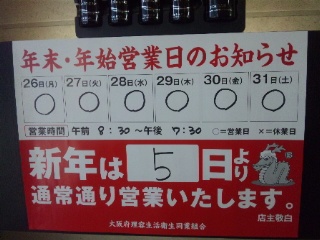 年末・年始営業日のお知らせ
26日(月) 27日(火) 28日(水) 29日(木) 30日(金) 31日(土)
○ ○ ○ ○ ○ ○
営業時間 午前 8:30〜午後 7:30 ○=営業日 ×=休業日
新年は 5 日より
通常通り営業いたします。
店主敬白
大阪府理容生活衛生同業組合